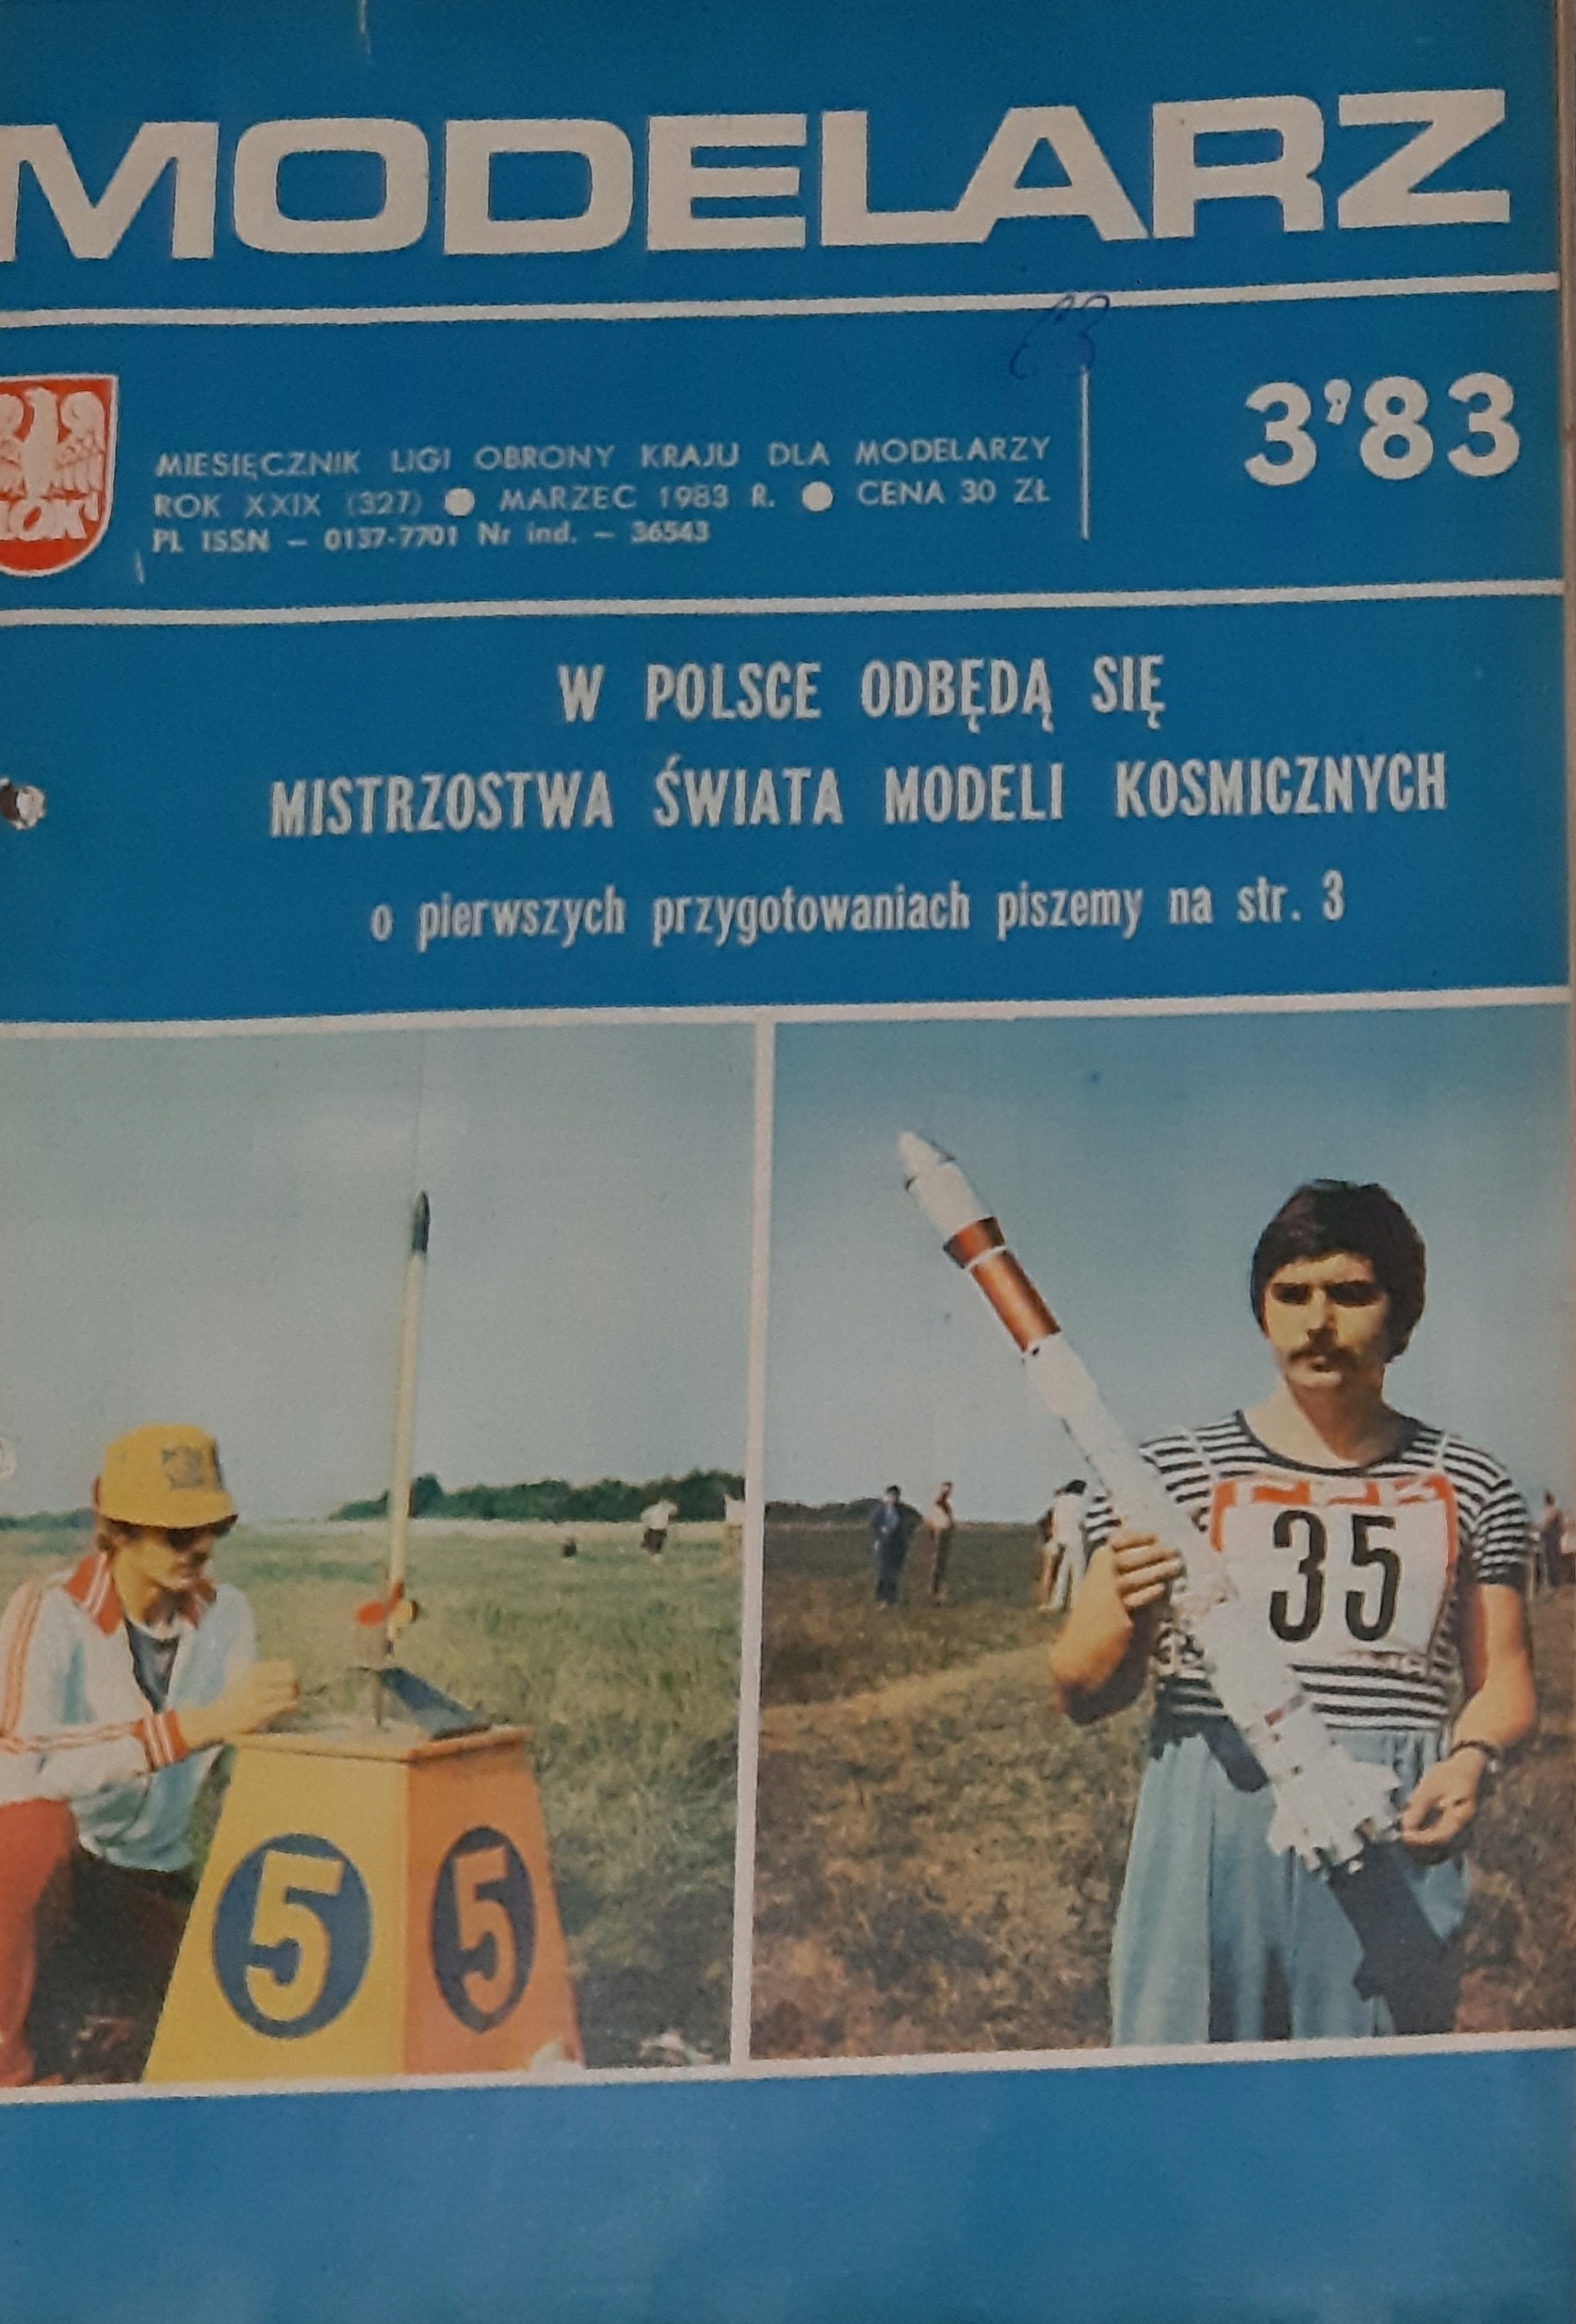 MODELARZ
3'83
LOK
MIESIĘCZNIK LIGI OBRONY KRAJU DLA MODELARZY
ROK XXIX (327) ● MARZEC 1983 R. ● CENA 30 ZŁ
PL ISSN – 0137-7701 Nr ind. – 36543
W POLSCE ODBĘDĄ SIĘ
MISTRZOSTWA ŚWIATA MODELI KOSMICZNYCH
o pierwszych przygotowaniach piszemy na str. 3
35
5 5